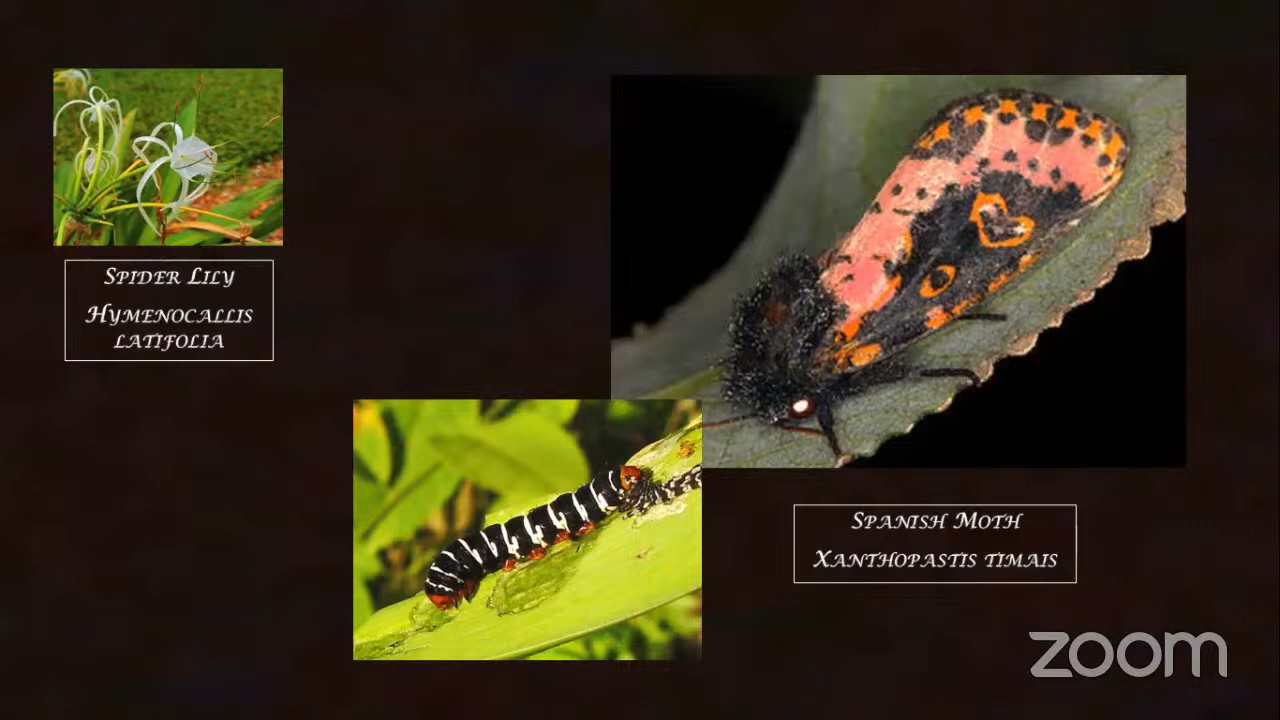 Spider Lily
Hymenocallis
latifolia
Spanish Moth
Xanthopastis timais
zoom